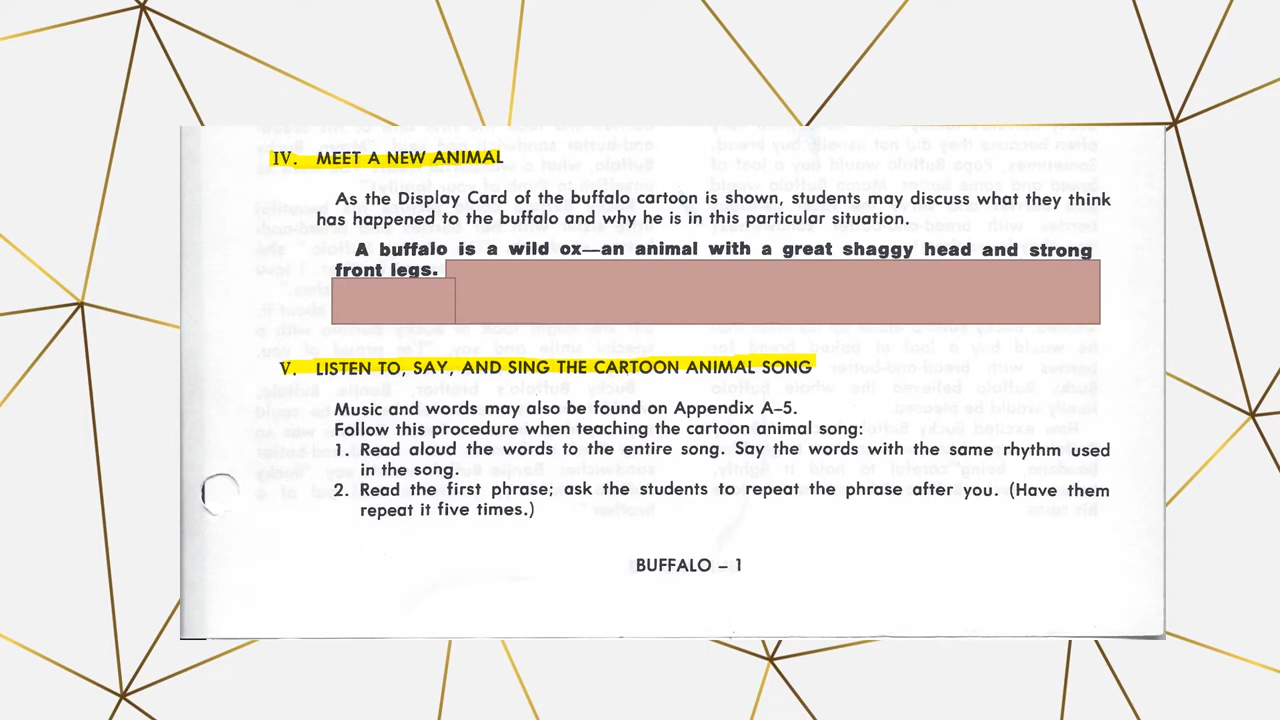 IV. MEET A NEW ANIMAL
As the Display Card of the buffalo cartoon is shown, students may discuss what they think
has happened to the buffalo and why he is in this particular situation.
A buffalo is a wild ox—an animal with a great shaggy head and strong
front legs.
V. LISTEN TO, SAY, AND SING THE CARTOON ANIMAL SONG
Music and words may also be found on Appendix A–5.
Follow this procedure when teaching the cartoon animal song:
1. Read aloud the words to the entire song. Say the words with the same rhythm used
in the song.
2. Read the first phrase; ask the students to repeat the phrase after you. (Have them
repeat it five times.)
BUFFALO – 1